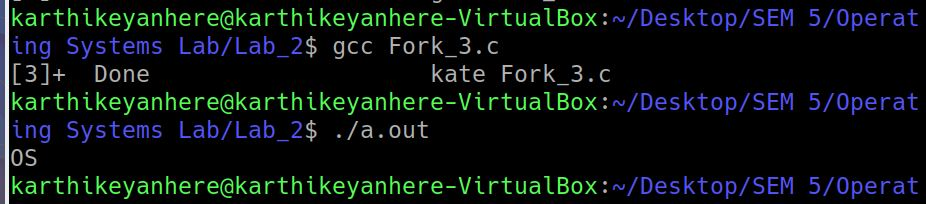 karthikeyanhere@karthikeyanhere-VirtualBox:~/Desktop/SEM 5/Operat
ing Systems Lab/Lab_2$ gcc Fork_3.c
[3]+  Done                    kate Fork_3.c
karthikeyanhere@karthikeyanhere-VirtualBox:~/Desktop/SEM 5/Operat
ing Systems Lab/Lab_2$ ./a.out
OS
karthikeyanhere@karthikeyanhere-VirtualBox:~/Desktop/SEM 5/Operat